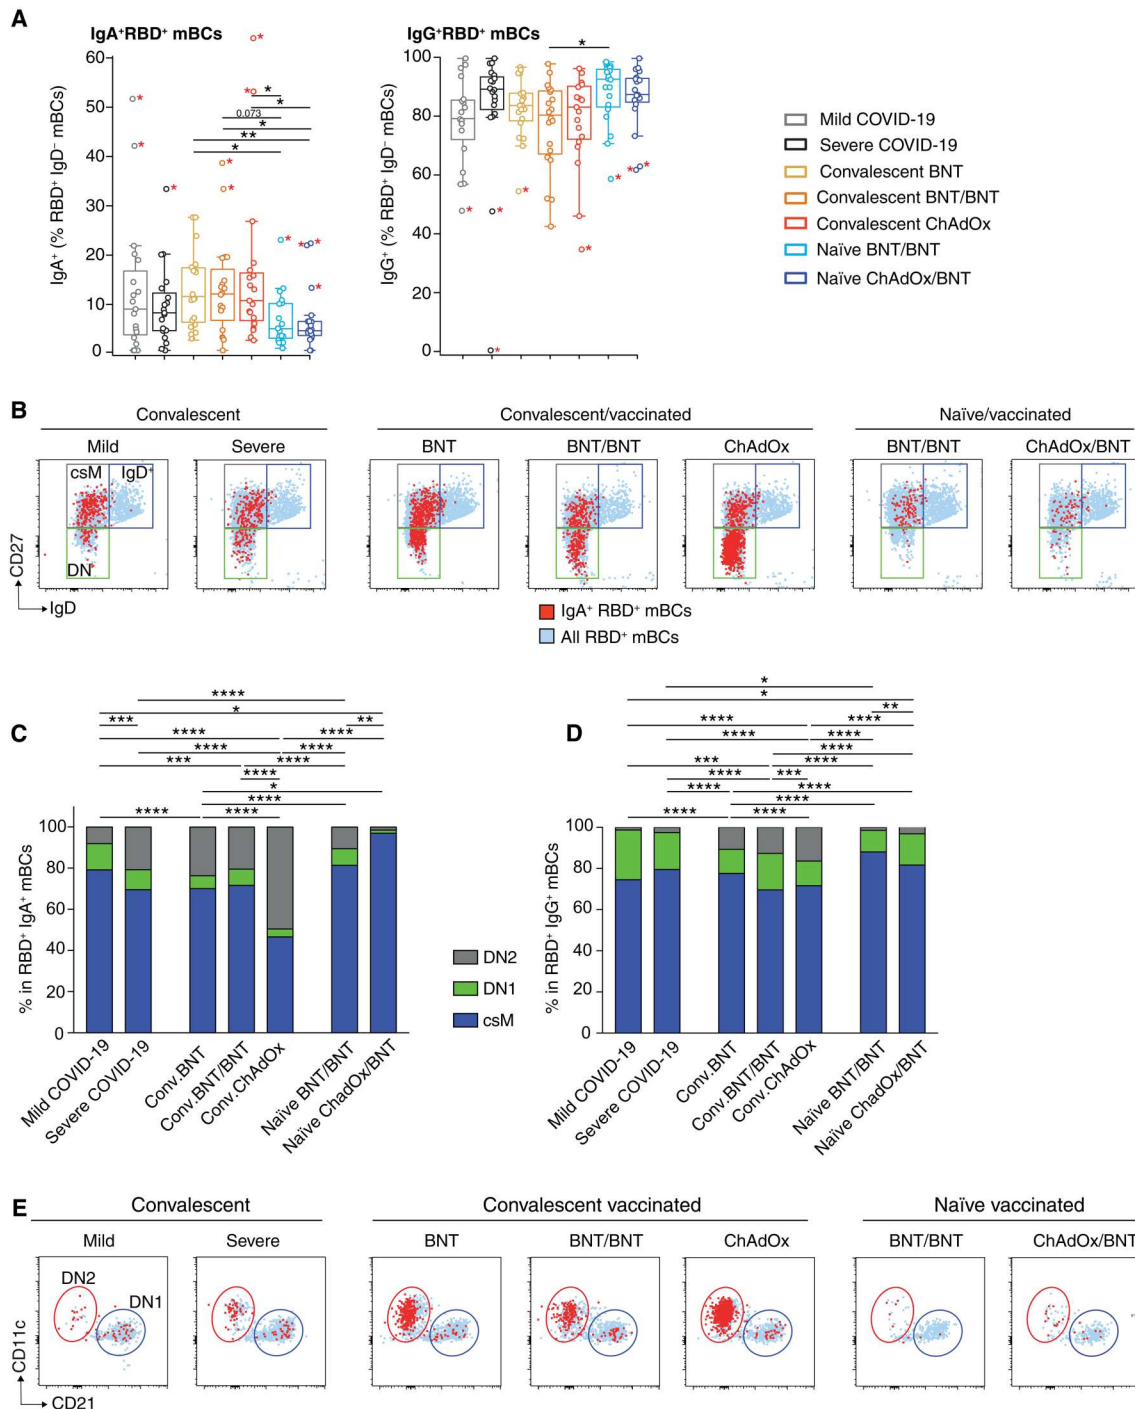 A
IgA⁺RBD⁺ mBCs
IgG⁺RBD⁺ mBCs
IgA⁺ (% RBD⁺ IgD⁻ mBCs)
60
50
40
30
20
10
0
*
*
*
*
*
*
*
*
*
*
*
*
*
*
0.073
*
**
*
IgG⁺ (% RBD⁺ IgD⁻ mBCs)
100
80
60
40
20
0
*
*
*
*
*
*
*
*
*
Mild COVID-19
Severe COVID-19
Convalescent BNT
Convalescent BNT/BNT
Convalescent ChAdOx
Naïve BNT/BNT
Naïve ChAdOx/BNT
B
Convalescent
Convalescent/vaccinated
Naïve/vaccinated
Mild
Severe
BNT
BNT/BNT
ChAdOx
BNT/BNT
ChAdOx/BNT
csM
IgD⁺
DN
CD27
IgD
IgA⁺ RBD⁺ mBCs
All RBD⁺ mBCs
C
****
*
***
**
****
****
****
****
***
****
****
*
****
****
****
% in RBD⁺ IgA⁺ mBCs
100
80
60
40
20
0
Mild COVID-19
Severe COVID-19
Conv.BNT
Conv.BNT/BNT
Conv.ChAdOx
Naïve BNT/BNT
Naïve ChadOx/BNT
DN2
DN1
csM
D
*
*
**
****
****
****
****
****
***
****
****
***
****
*
****
****
****
% in RBD⁺ IgG⁺ mBCs
100
80
60
40
20
0
Mild COVID-19
Severe COVID-19
Conv.BNT
Conv.BNT/BNT
Conv.ChAdOx
Naïve BNT/BNT
Naïve ChAdOx/BNT
E
Convalescent
Convalescent vaccinated
Naïve vaccinated
Mild
Severe
BNT
BNT/BNT
ChAdOx
BNT/BNT
ChAdOx/BNT
DN2
DN1
CD11c
CD21